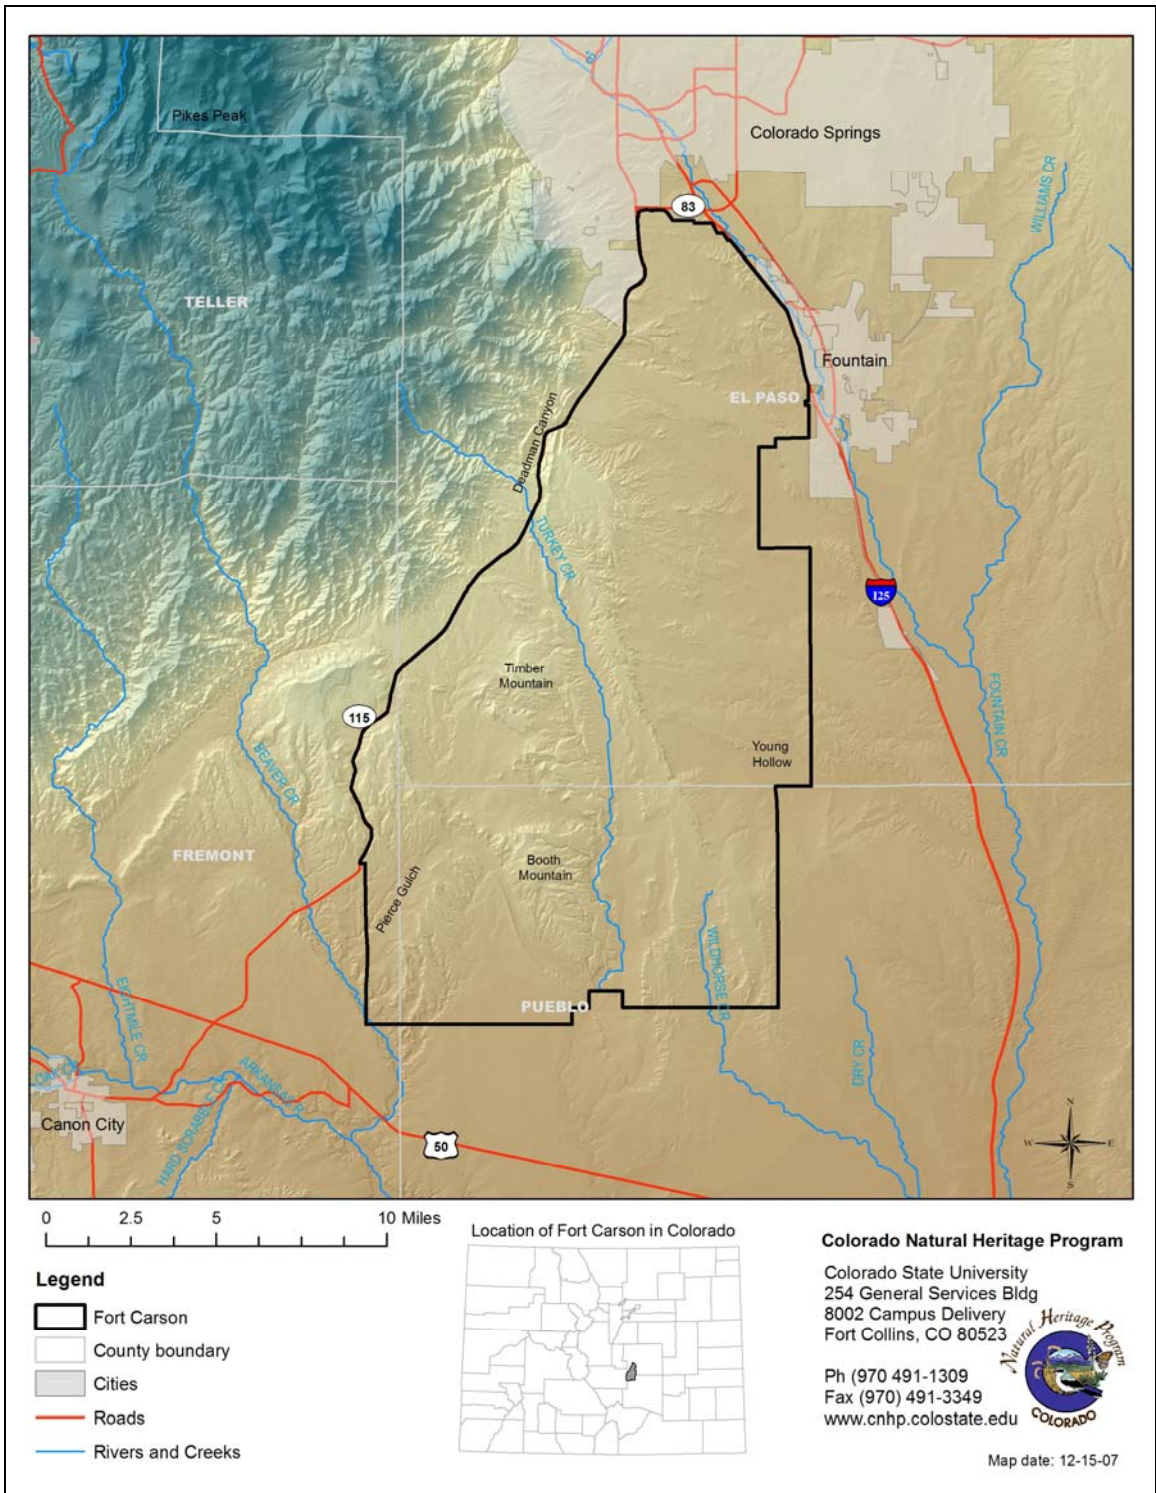 Pikes Peak
Colorado Springs
WILLIAMS CR
83
TELLER
Fountain
EL PASO
Deadman Canyon
TURKEY CR
I25
Timber
Mountain
115
FOUNTAIN CR
Young
Hollow
BEAVER CR
FREMONT
Booth
Mountain
Pierce Gulch
WILDHORSE CR
EIGHTMILE CR
PUEBLO
DRY CR
ARKANSAS R
HARD SCRABBLE CR
Canon City
50
N
W
E
S
0 2.5 5 10 Miles
Location of Fort Carson in Colorado
Legend
Fort Carson
County boundary
Cities
Roads
Rivers and Creeks
Colorado Natural Heritage Program
Colorado State University
254 General Services Bldg
8002 Campus Delivery
Fort Collins, CO 80523
Ph (970 491-1309
Fax (970) 491-3349
www.cnhp.colostate.edu
Natural Heritage Program
COLORADO
Map date: 12-15-07